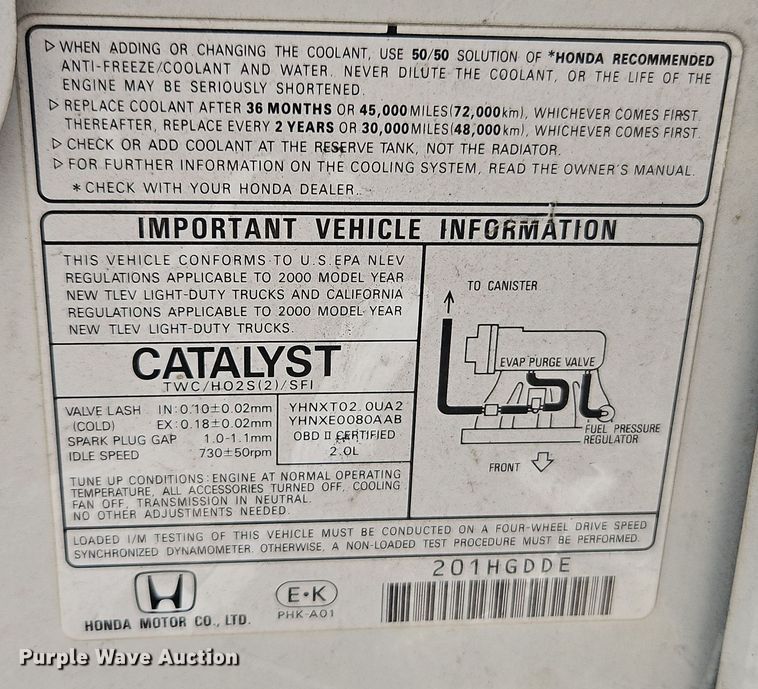 ▷ WHEN ADDING OR CHANGING THE COOLANT, USE 50/50 SOLUTION OF *HONDA RECOMMENDED
ANTI-FREEZE/COOLANT AND WATER. NEVER DILUTE THE COOLANT, OR THE LIFE OF THE
ENGINE MAY BE SERIOUSLY SHORTENED.
▷ REPLACE COOLANT AFTER 36 MONTHS OR 45,000 MILES(72,000km), WHICHEVER COMES FIRST.
THEREAFTER, REPLACE EVERY 2 YEARS OR 30,000 MILES(48,000km), WHICHEVER COMES FIRST.
▷ CHECK OR ADD COOLANT AT THE RESERVE TANK, NOT THE RADIATOR.
▷ FOR FURTHER INFORMATION ON THE COOLING SYSTEM, READ THE OWNER'S MANUAL.
* CHECK WITH YOUR HONDA DEALER.
IMPORTANT VEHICLE INFORMATION
THIS VEHICLE CONFORMS TO U.S.EPA NLEV
REGULATIONS APPLICABLE TO 2000 MODEL YEAR
NEW TLEV LIGHT-DUTY TRUCKS AND CALIFORNIA
REGULATIONS APPLICABLE TO 2000 MODEL YEAR
NEW TLEV LIGHT-DUTY TRUCKS.
CATALYST
TWC/HO2S(2)/SFI
VALVE LASH IN: 0.10±0.02mm
(COLD) EX: 0.18±0.02mm
SPARK PLUG GAP 1.0-1.1mm
IDLE SPEED 730±50rpm
YHNXT02.0UA2
YHNXE0080AAB
OBD II CERTIFIED
2.0L
TUNE UP CONDITIONS: ENGINE AT NORMAL OPERATING
TEMPERATURE, ALL ACCESSORIES TURNED OFF, COOLING
FAN OFF, TRANSMISSION IN NEUTRAL.
NO OTHER ADJUSTMENTS NEEDED.
TO CANISTER
EVAP PURGE VALVE
FUEL PRESSURE
REGULATOR
FRONT
LOADED I/M TESTING OF THIS VEHICLE MUST BE CONDUCTED ON A FOUR-WHEEL DRIVE SPEED
SYNCHRONIZED DYNAMOMETER. OTHERWISE, A NON-LOADED TEST PROCEDURE MUST BE PERFORMED.
HONDA MOTOR CO., LTD.
E·K
PHK-A01
201HGDDE
Purple Wave Auction